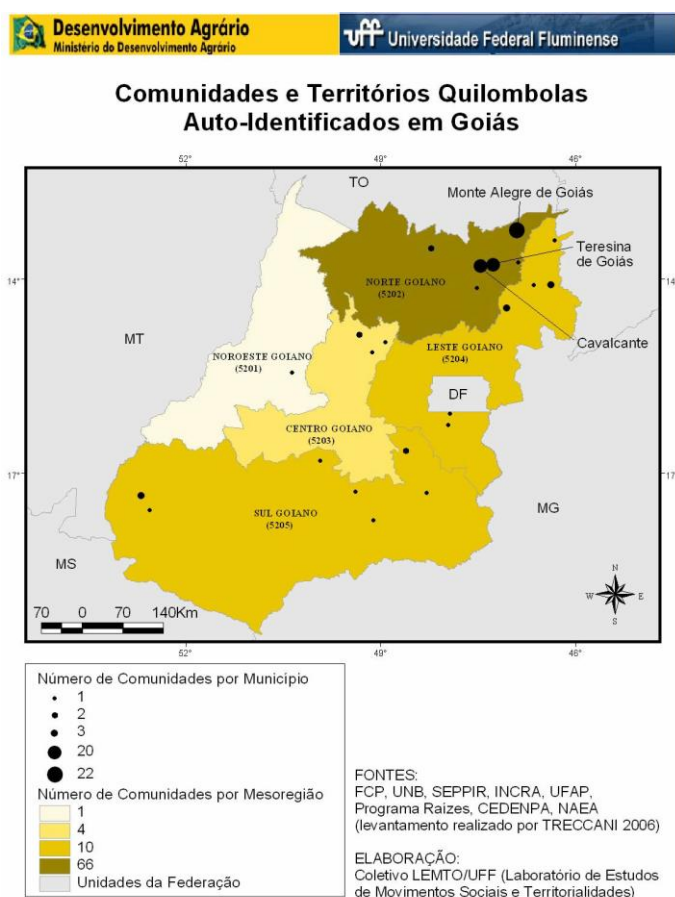 Desenvolvimento Agrário
Ministério do Desenvolvimento Agrário
uff Universidade Federal Fluminense
Comunidades e Territórios Quilombolas
Auto-Identificados em Goiás
52° 49° 46°
TO
Monte Alegre de Goiás
Teresina
de Goiás
14° 14°
NORTE GOIANO
(5202)
MT
Cavalcante
LESTE GOIANO
(5204)
NOROESTE GOIANO
(5201)
DF
CENTRO GOIANO
(5203)
17° 17°
MG
SUL GOIANO
(5205)
MS
N
W E
S
70 0 70 140Km
52° 49° 46°
Número de Comunidades por Município
1
2
3
20
22
Número de Comunidades por Mesoregião
1
4
10
66
Unidades da Federação
FONTES:
FCP, UNB, SEPPIR, INCRA, UFAP,
Programa Raizes, CEDENPA, NAEA
(levantamento realizado por TRECCANI 2006)
ELABORAÇÃO:
Coletivo LEMTO/UFF (Laboratório de Estudos
de Movimentos Sociais e Territorialidades)